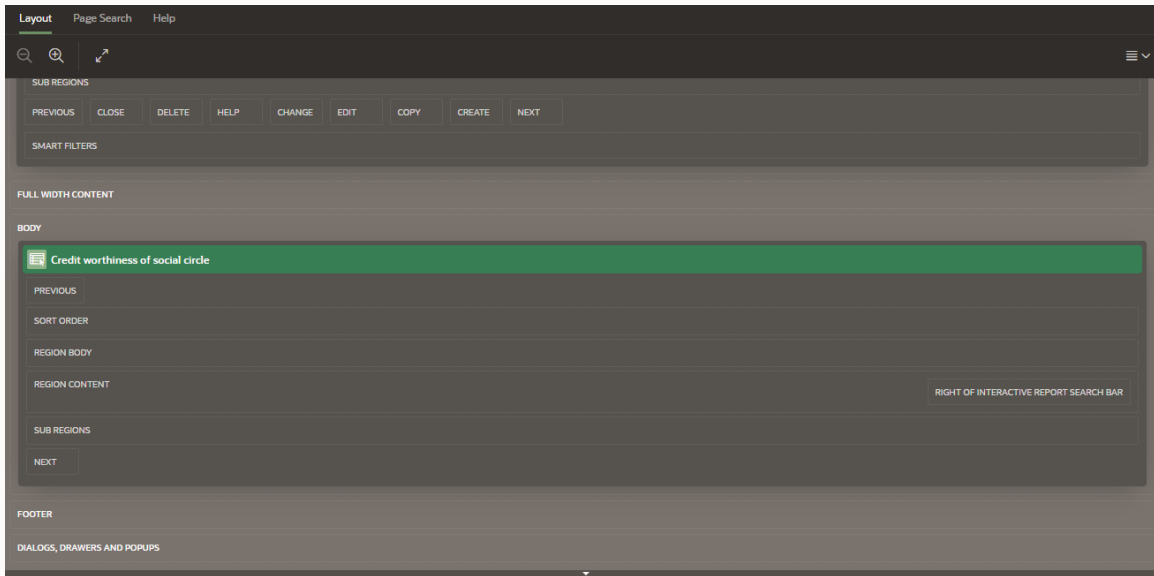 Layout Page Search Help
SUB REGIONS
PREVIOUS CLOSE DELETE HELP CHANGE EDIT COPY CREATE NEXT
SMART FILTERS
FULL WIDTH CONTENT
BODY
Credit worthiness of social circle
PREVIOUS
SORT ORDER
REGION BODY
REGION CONTENT
RIGHT OF INTERACTIVE REPORT SEARCH BAR
SUB REGIONS
NEXT
FOOTER
DIALOGS, DRAWERS AND POPUPS